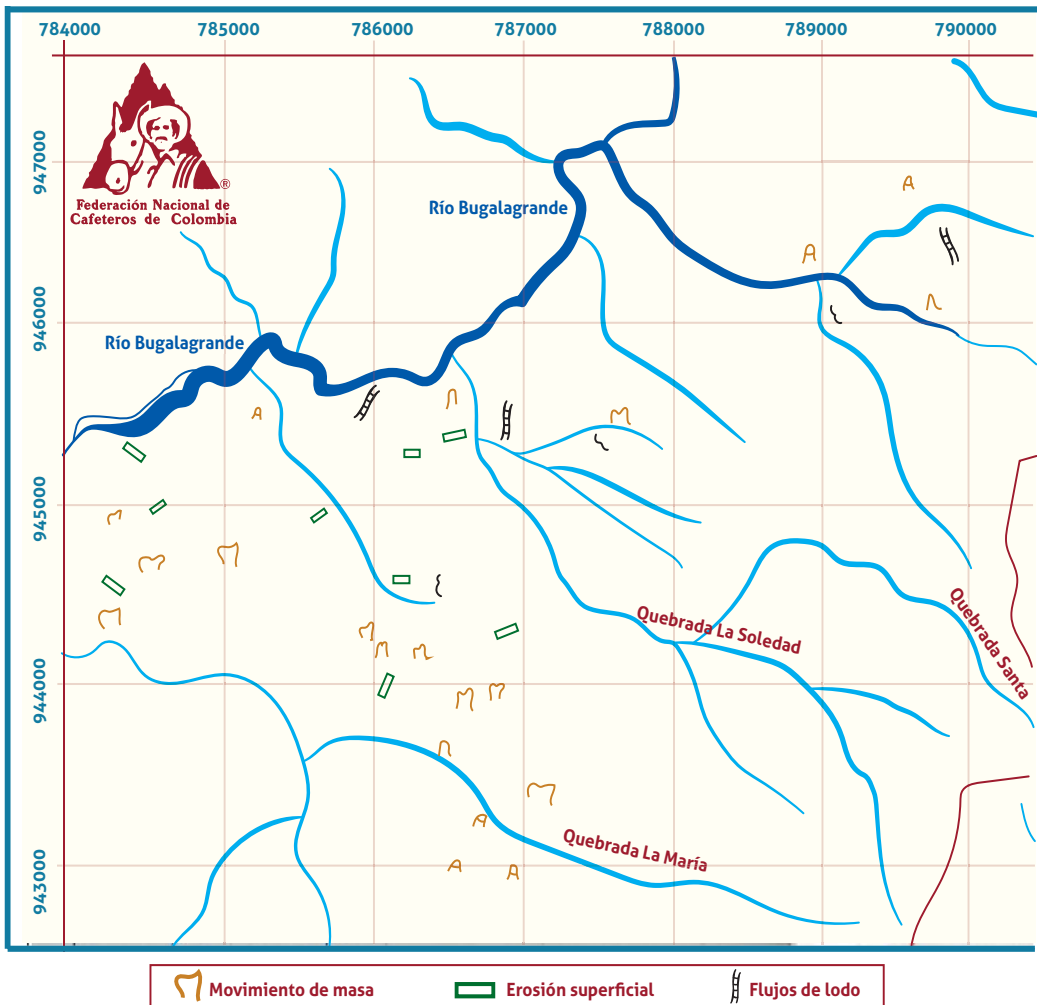 784000 785000 786000 787000 788000 789000 790000
947000
946000
945000
944000
943000
®
Federación Nacional de
Cafeteros de Colombia
Río Bugalagrande
Río Bugalagrande
Quebrada La Soledad
Quebrada Santa
Quebrada La María
Movimiento de masa Erosión superficial Flujos de lodo